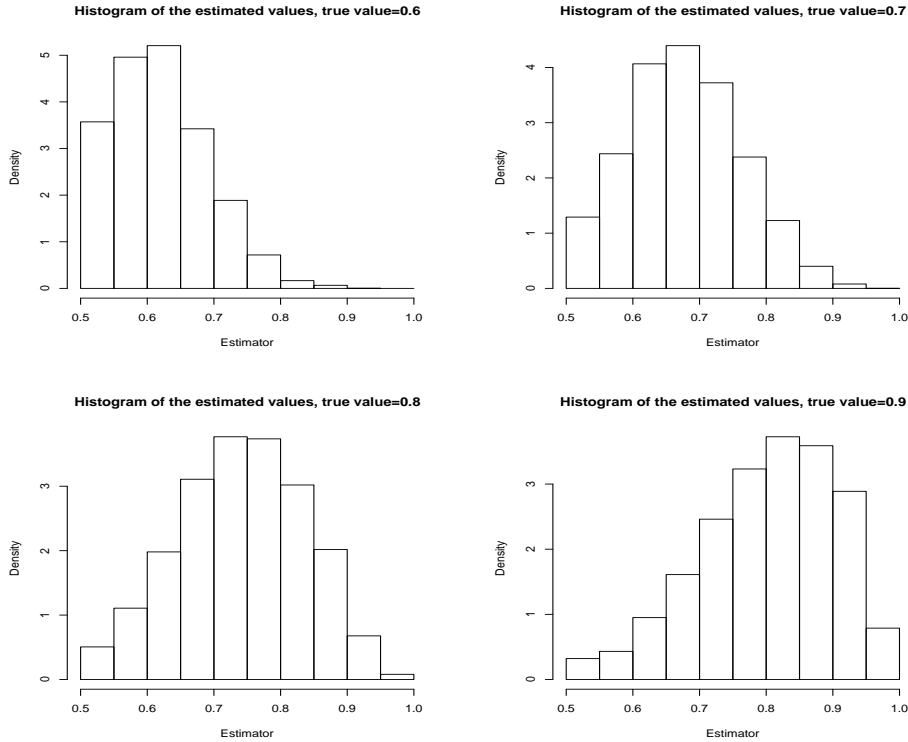 Histogram of the estimated values, true value=0.6
Density
5
4
3
2
1
0
0.5 0.6 0.7 0.8 0.9 1.0
Estimator
Histogram of the estimated values, true value=0.7
Density
4
3
2
1
0
0.5 0.6 0.7 0.8 0.9 1.0
Estimator
Histogram of the estimated values, true value=0.8
Density
3
2
1
0
0.5 0.6 0.7 0.8 0.9 1.0
Estimator
Histogram of the estimated values, true value=0.9
Density
3
2
1
0
0.5 0.6 0.7 0.8 0.9 1.0
Estimator